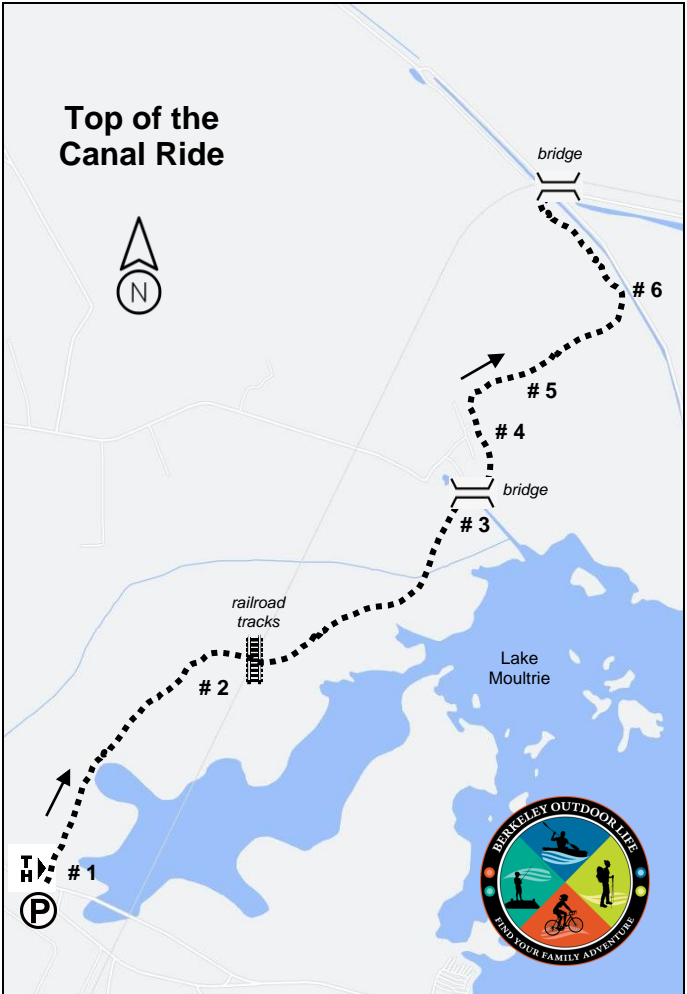 Top of the
Canal Ride
N
bridge
# 6
# 5
# 4
bridge
# 3
railroad
tracks
Lake
Moultrie
# 2
TH
# 1
P
BERKELEY OUTDOOR LIFE
FIND YOUR FAMILY ADVENTURE